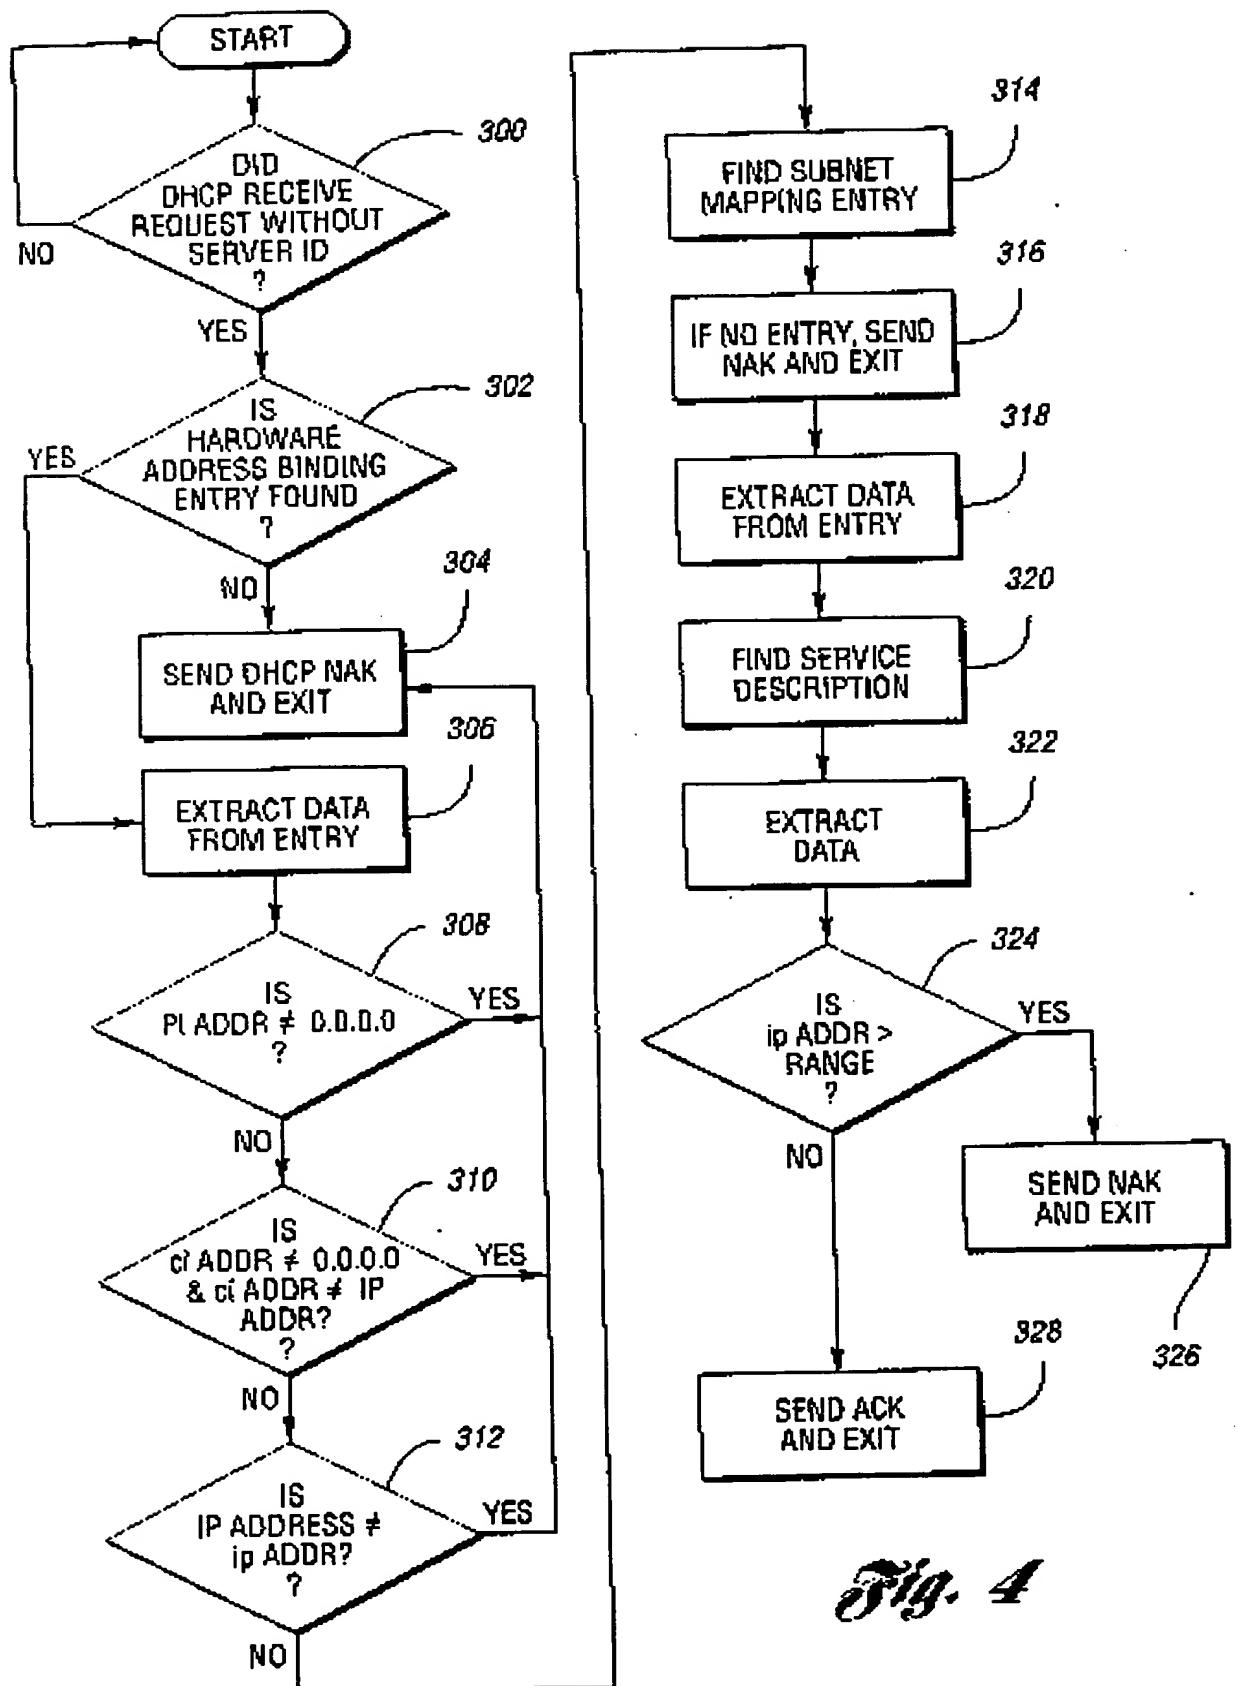 START
300
DID
DHCP RECEIVE
REQUEST WITHOUT
SERVER ID
?
NO
YES
302
IS
HARDWARE
ADDRESS BINDING
ENTRY FOUND
?
YES
NO
304
SEND DHCP NAK
AND EXIT
306
EXTRACT DATA
FROM ENTRY
308
IS
PI ADDR ≠ 0.0.0.0
?
YES
NO
310
IS
ci ADDR ≠ 0.0.0.0
& ci ADDR ≠ IP
ADDR?
?
YES
NO
312
IS
IP ADDRESS ≠
ip ADDR?
?
YES
NO
314
FIND SUBNET
MAPPING ENTRY
316
IF NO ENTRY, SEND
NAK AND EXIT
318
EXTRACT DATA
FROM ENTRY
320
FIND SERVICE
DESCRIPTION
322
EXTRACT
DATA
324
IS
ip ADDR >
RANGE
?
YES
NO
SEND NAK
AND EXIT
326
328
SEND ACK
AND EXIT
Fig. 4